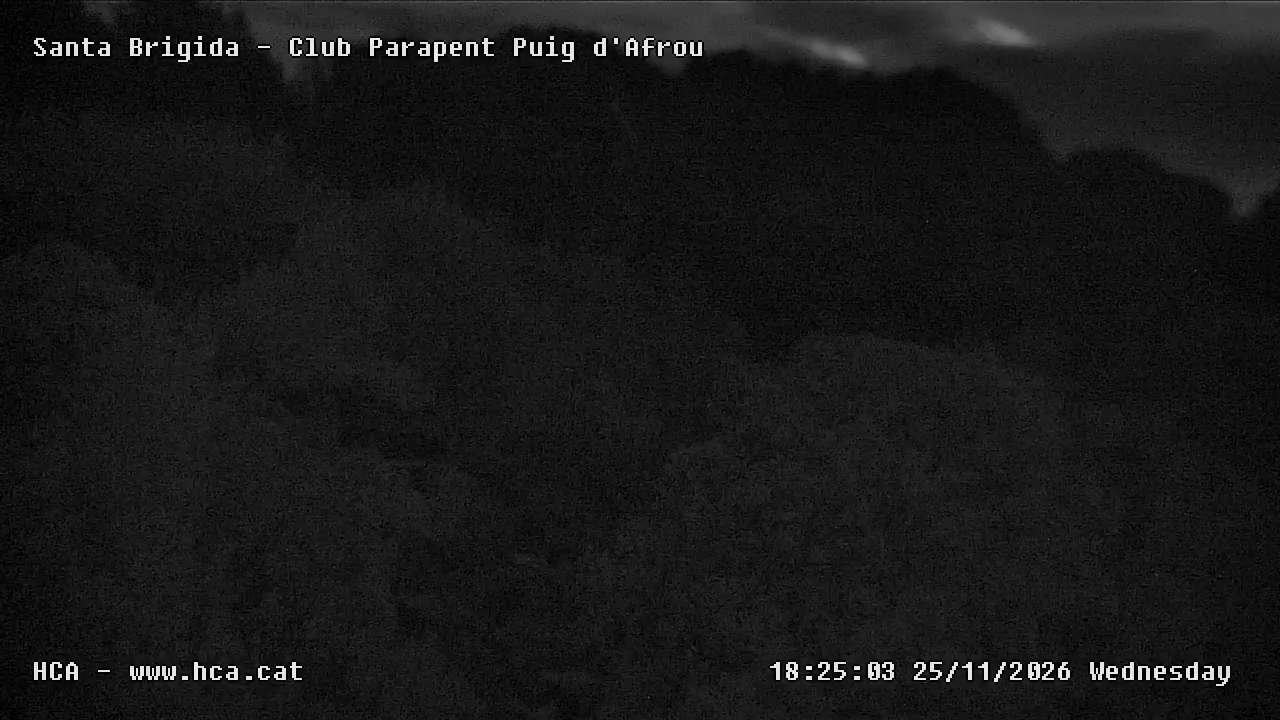 Santa Brigida - Club Parapent Puig d'Afrou
HCA - www.hca.cat
18:25:03 25/11/2026 Wednesday